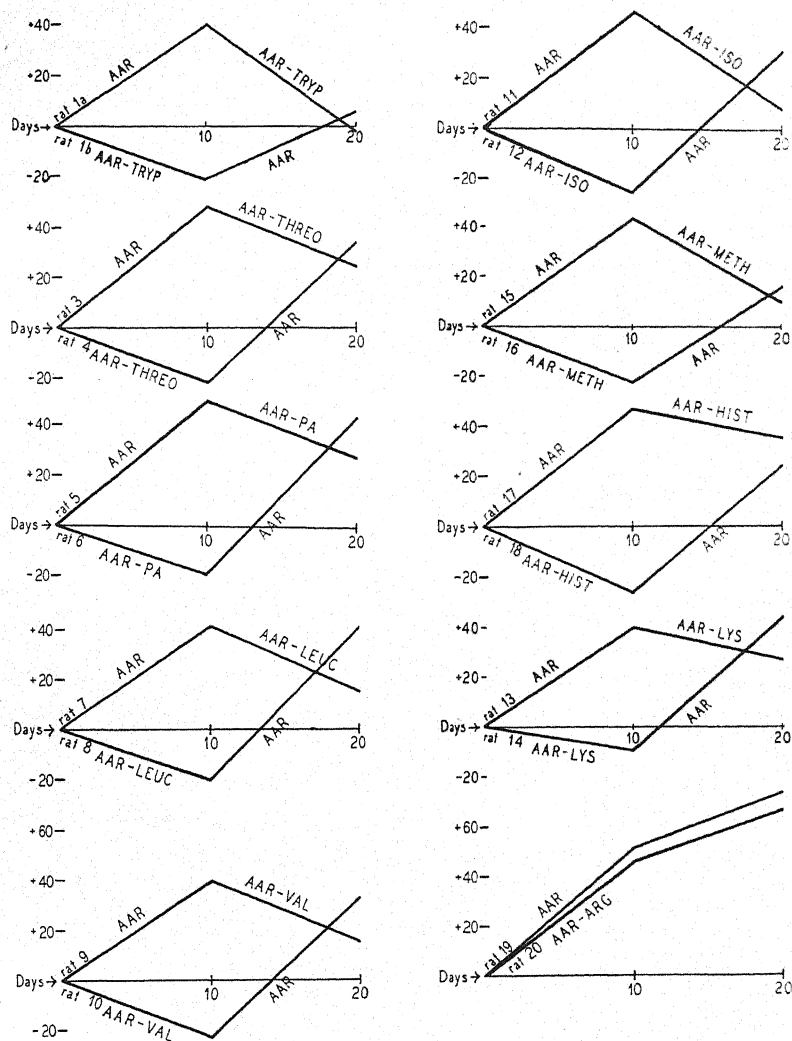 +40
+20
Days→
-20
rat 1a
AAR
AAR-TRYP
10
20
rat 1b AAR-TRYP
AAR
+40
+20
Days→
-20
rat 3
AAR
AAR-THREO
10
20
rat 4 AAR-THREO
AAR
+40
+20
Days→
-20
rat 5
AAR
AAR-PA
10
20
rat 6
AAR-PA
AAR
+40
+20
Days→
-20
rat 7
AAR
AAR-LEUC
10
20
rat 8 AAR-LEUC
AAR
+60
+40
+20
Days→
-20
rat 9
AAR
AAR-VAL
10
20
rat 10 AAR-VAL
AAR
+40
+20
-20
rat 11
AAR
AAR-ISO
10
20
rat 12 AAR-ISO
AAR
+40
+20
Days→
-20
rat 15
AAR
AAR-METH
10
20
rat 16 AAR-METH
AAR
+40
+20
Days→
-20
rat 17
AAR
AAR-HIST
10
20
rat 18 AAR-HIST
AAR
+40
+20
Days→
-20
rat 13
AAR
AAR-LYS
10
20
rat 14 AAR-LYS
AAR
+60
+40
+20
Days→
rat 19
AAR
rat 20 AAR-ARG
10
20